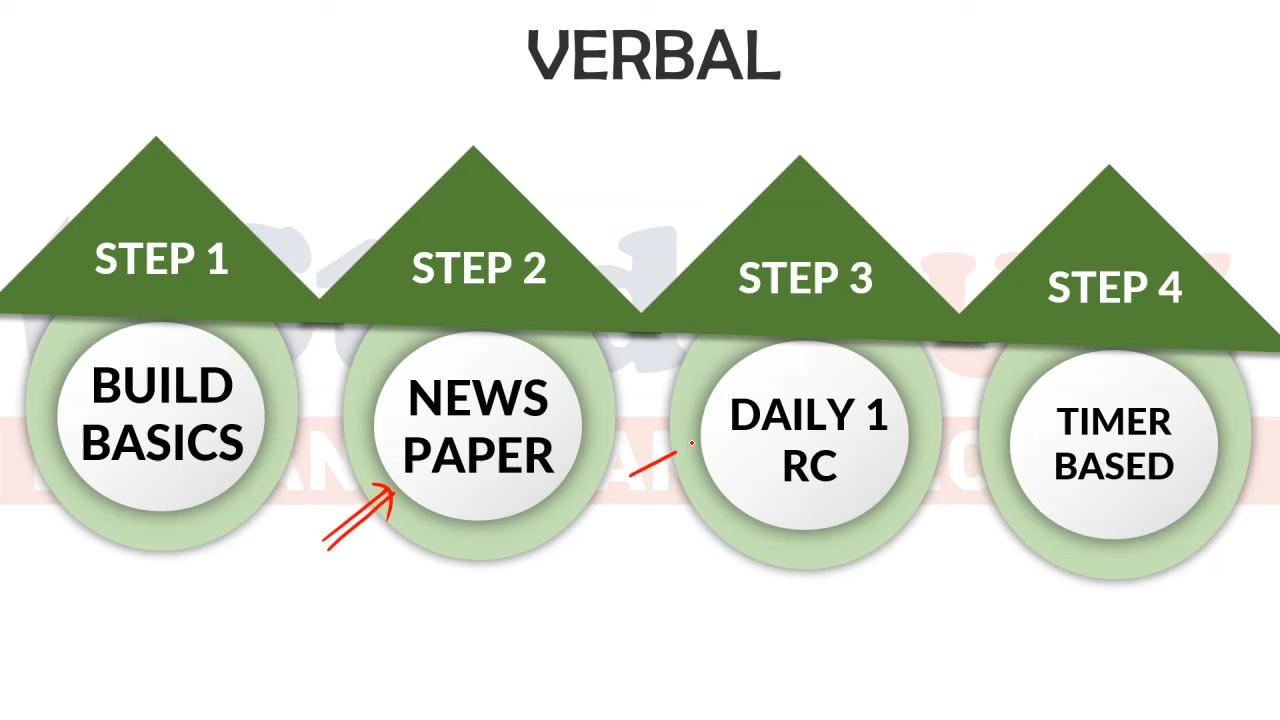 VERBAL
STEP 1
BUILD
BASICS
STEP 2
NEWS
PAPER
STEP 3
DAILY 1
RC
STEP 4
TIMER
BASED